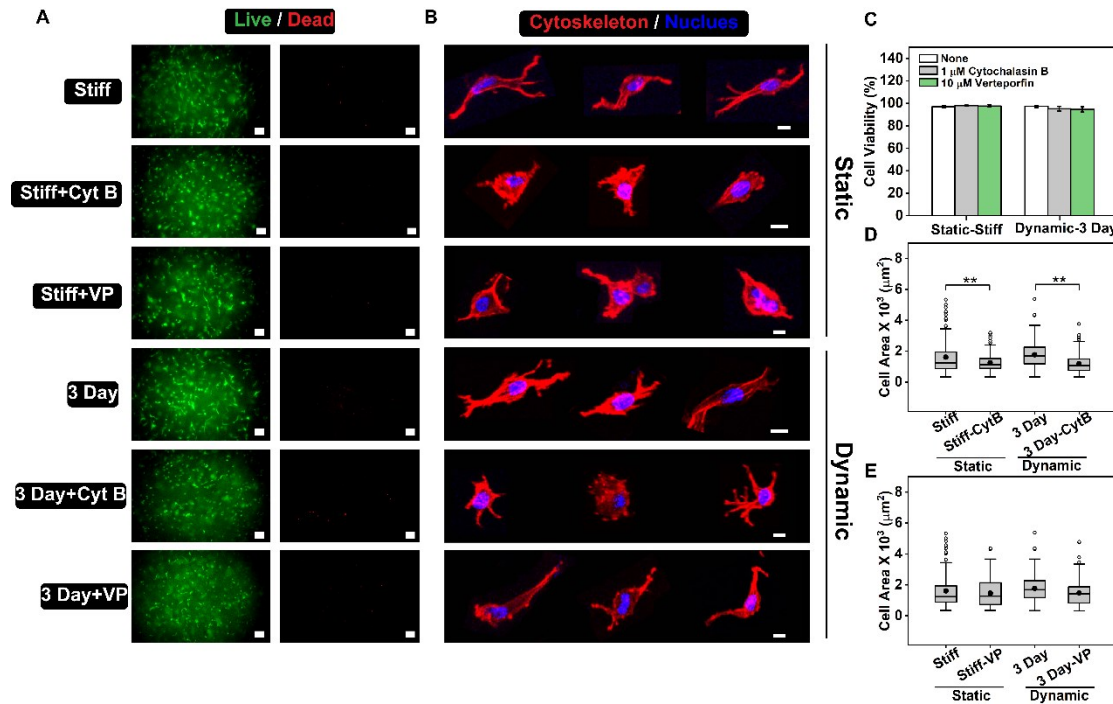 A
Live / Dead
B
Cytoskeleton / Nuclues
Stiff
Stiff+Cyt B
Stiff+VP
3 Day
3 Day+Cyt B
3 Day+VP
Static
Dynamic
C
None
1 μM Cytochalasin B
10 μM Verteporfin
Cell Viability (%)
140
120
100
80
60
40
20
0
Static-Stiff
Dynamic-3 Day
D
Cell Area X 10³ (μm²)
8
6
4
2
0
**
**
Stiff
Stiff-CytB
3 Day
3 Day-CytB
Static
Dynamic
E
Cell Area X 10³ (μm²)
8
6
4
2
0
Stiff
Stiff-VP
3 Day
3 Day-VP
Static
Dynamic